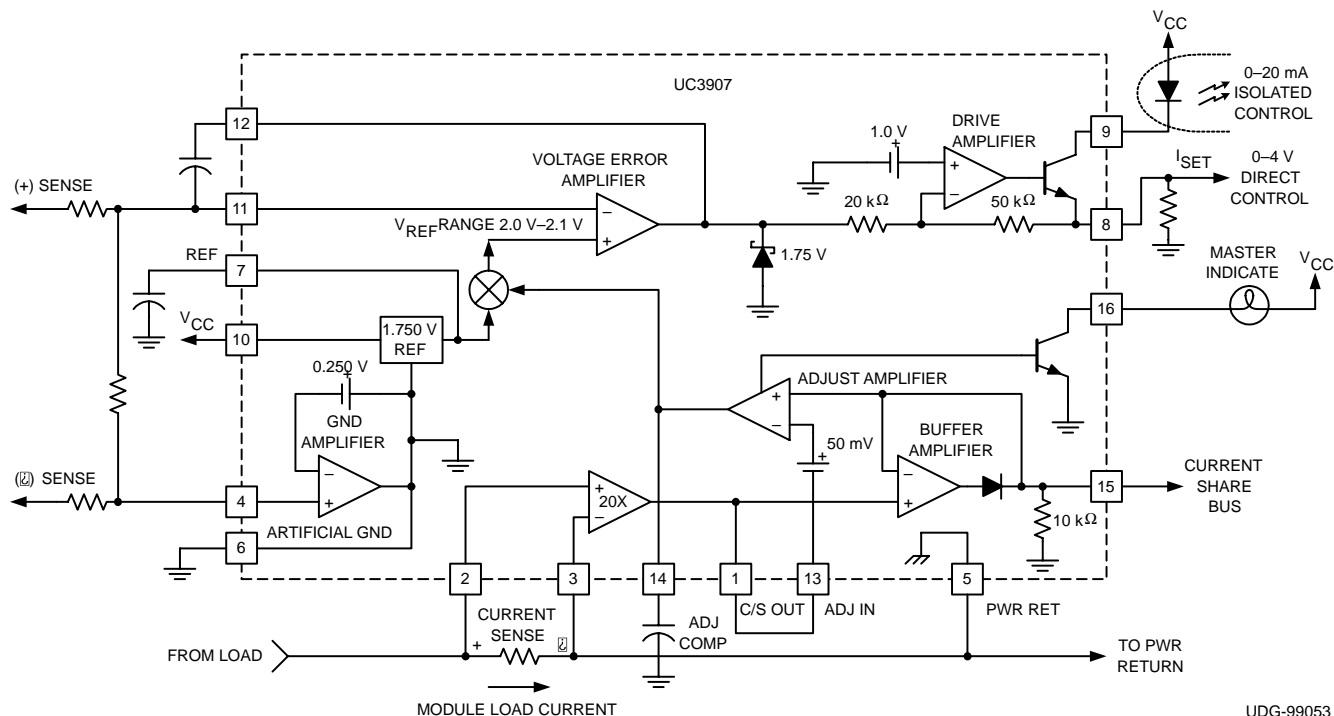 UC3907
VCC
0–20 mA
ISOLATED
CONTROL
12
9
DRIVE
AMPLIFIER
1.0 V
+
+
–
VOLTAGE ERROR
AMPLIFIER
ISET
0–4 V
DIRECT
CONTROL
(+) SENSE
11
–
+
20 kΩ
50 kΩ
8
VREF RANGE 2.0 V–2.1 V
1.75 V
REF
7
MASTER
INDICATE
VCC
VCC
10
1.750 V
REF
16
0.250 V
+
GND
AMPLIFIER
–
+
ADJUST AMPLIFIER
+
–
50 mV
+
BUFFER
AMPLIFIER
–
+
( ) SENSE
4
ARTIFICIAL GND
6
+
20X
–
15
CURRENT
SHARE
BUS
10 kΩ
2
3
14
1
13
5
C/S OUT
ADJ IN
PWR RET
CURRENT
SENSE
+
ADJ
COMP
FROM LOAD
TO PWR
RETURN
MODULE LOAD CURRENT
UDG-99053